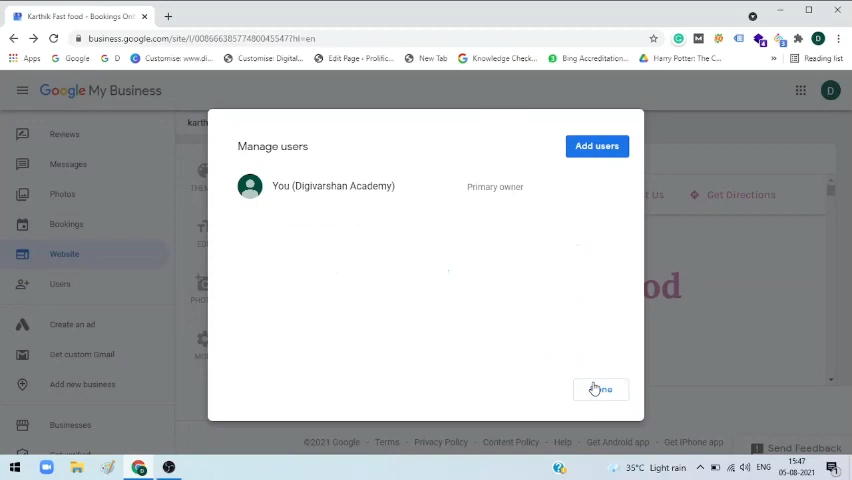 Karthik Fast food - Bookings Onl
business.google.com/site/l/00866638577480045547?hl=en
Apps
Google
G D
Customise: www.di...
Customise: Digital...
Edit Page - Prolific...
New Tab
Knowledge Check...
Bing Accreditation...
Harry Potter: The C...
»
Reading list
Google My Business
D
Reviews
Messages
Photos
Bookings
Website
Users
Create an ad
Get custom Gmail
Add new business
Businesses
karth
Manage users
Add users
You (Digivarshan Academy)
Primary owner
Us
Get Directions
od
©2021 Google
Terms
Privacy Policy
Content Policy
Help
Get Android app
Get iPhone app
Send Feedback
35°C Light rain
ENG
15:47
05-08-2021